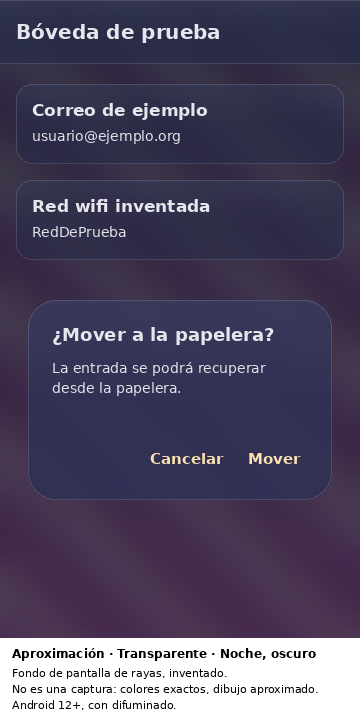 Bóveda de prueba
Correo de ejemplo
usuario@ejemplo.org
Red wifi inventada
RedDePrueba
¿Mover a la papelera?
La entrada se podrá recuperar
desde la papelera.
Cancelar Mover
Aproximación · Transparente · Noche, oscuro
Fondo de pantalla de rayas, inventado.
No es una captura: colores exactos, dibujo aproximado.
Android 12+, con difuminado.